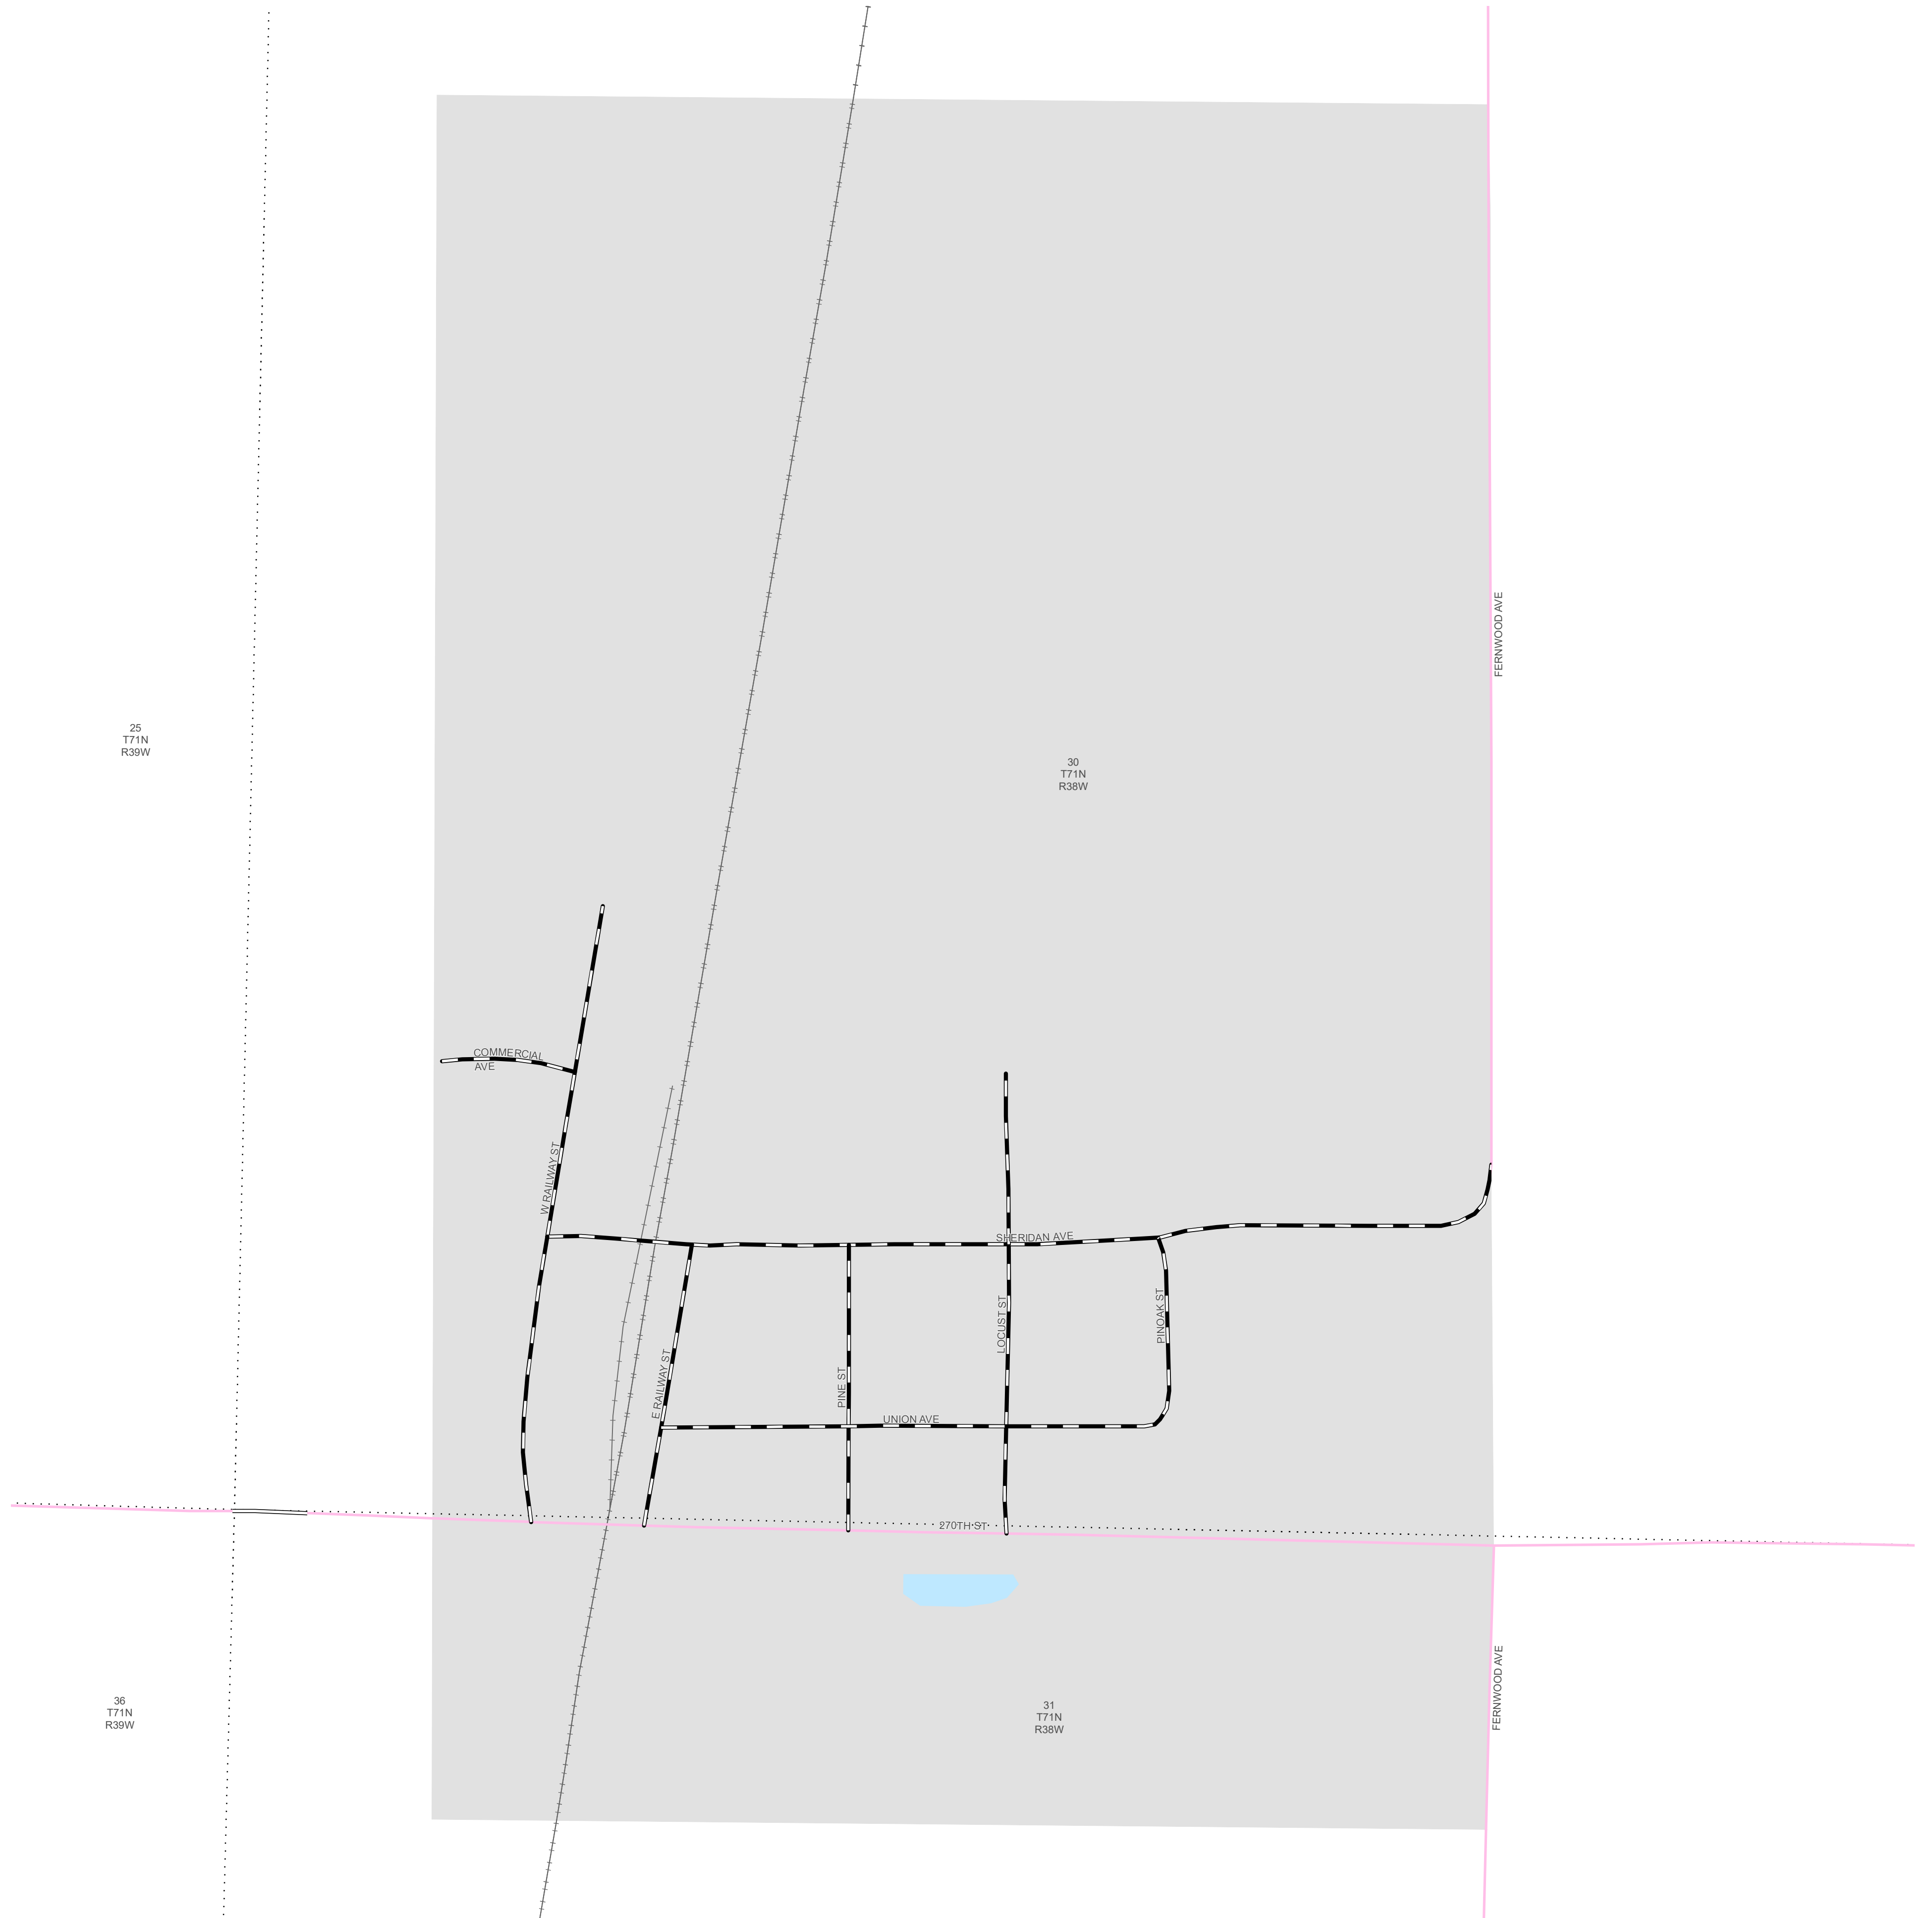 FERNWOOD AVE
25
T71N
R39W
30
T71N
R38W
COMMERCIAL
AVE
W RAILWAY ST
SHERIDAN AVE
LOCUST ST
PINOAK ST
E RAILWAY ST
PINE ST
UNION AVE
270TH ST
FERNWOOD AVE
36
T71N
R39W
31
T71N
R38W